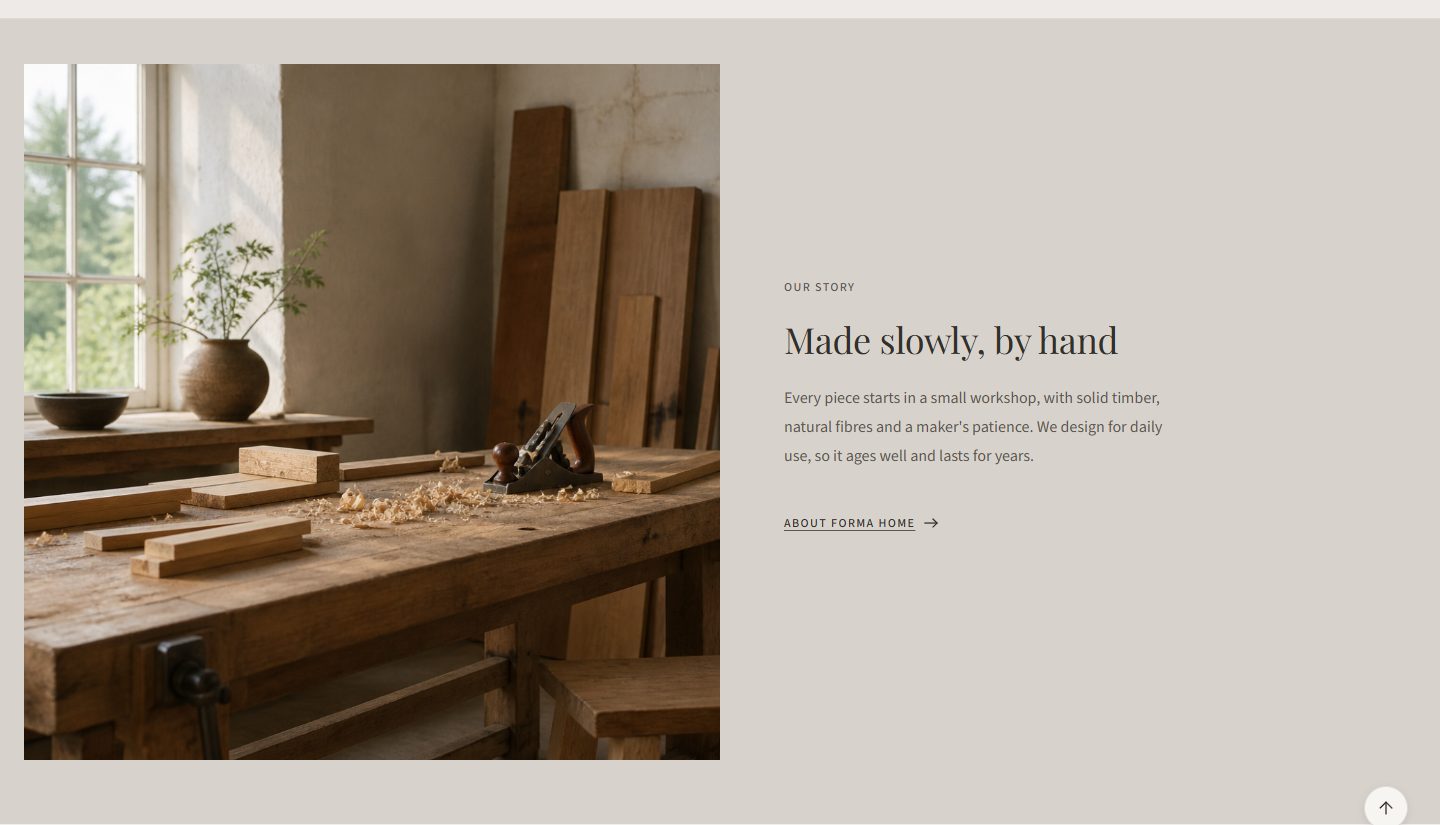 OUR STORY
Made slowly, by hand
Every piece starts in a small workshop, with solid timber,
natural fibres and a maker's patience. We design for daily
use, so it ages well and lasts for years.
ABOUT FORMA HOME